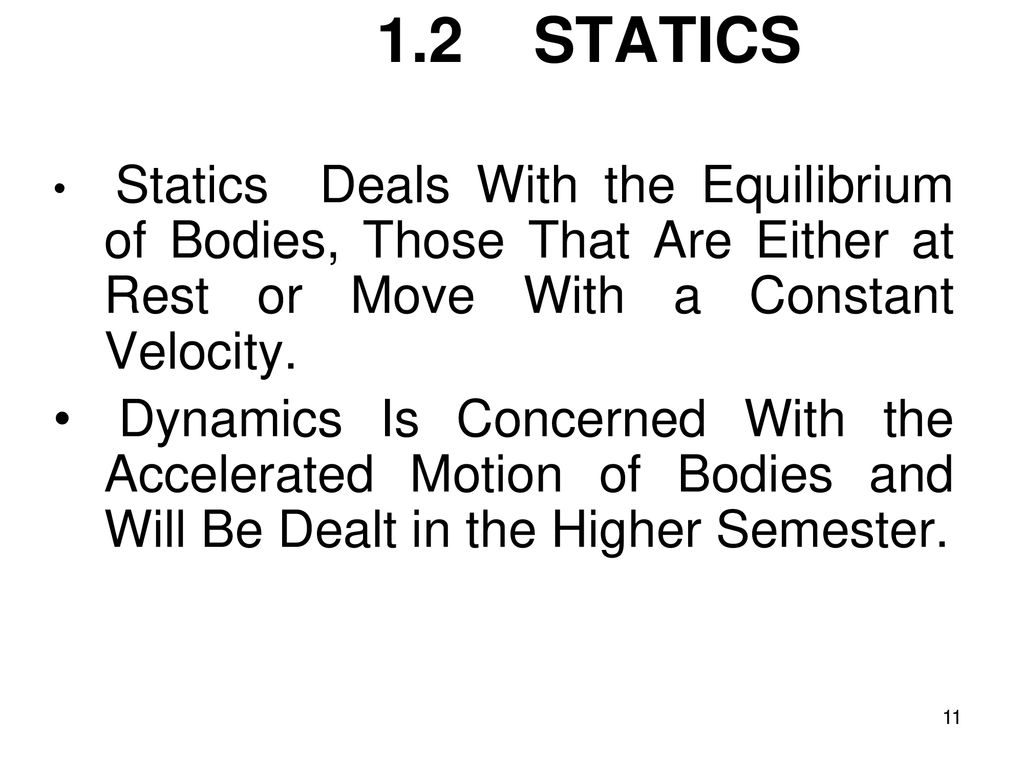 1.2 STATICS
• Statics Deals With the Equilibrium
of Bodies, Those That Are Either at
Rest or Move With a Constant
Velocity.
• Dynamics Is Concerned With the
Accelerated Motion of Bodies and
Will Be Dealt in the Higher Semester.
11